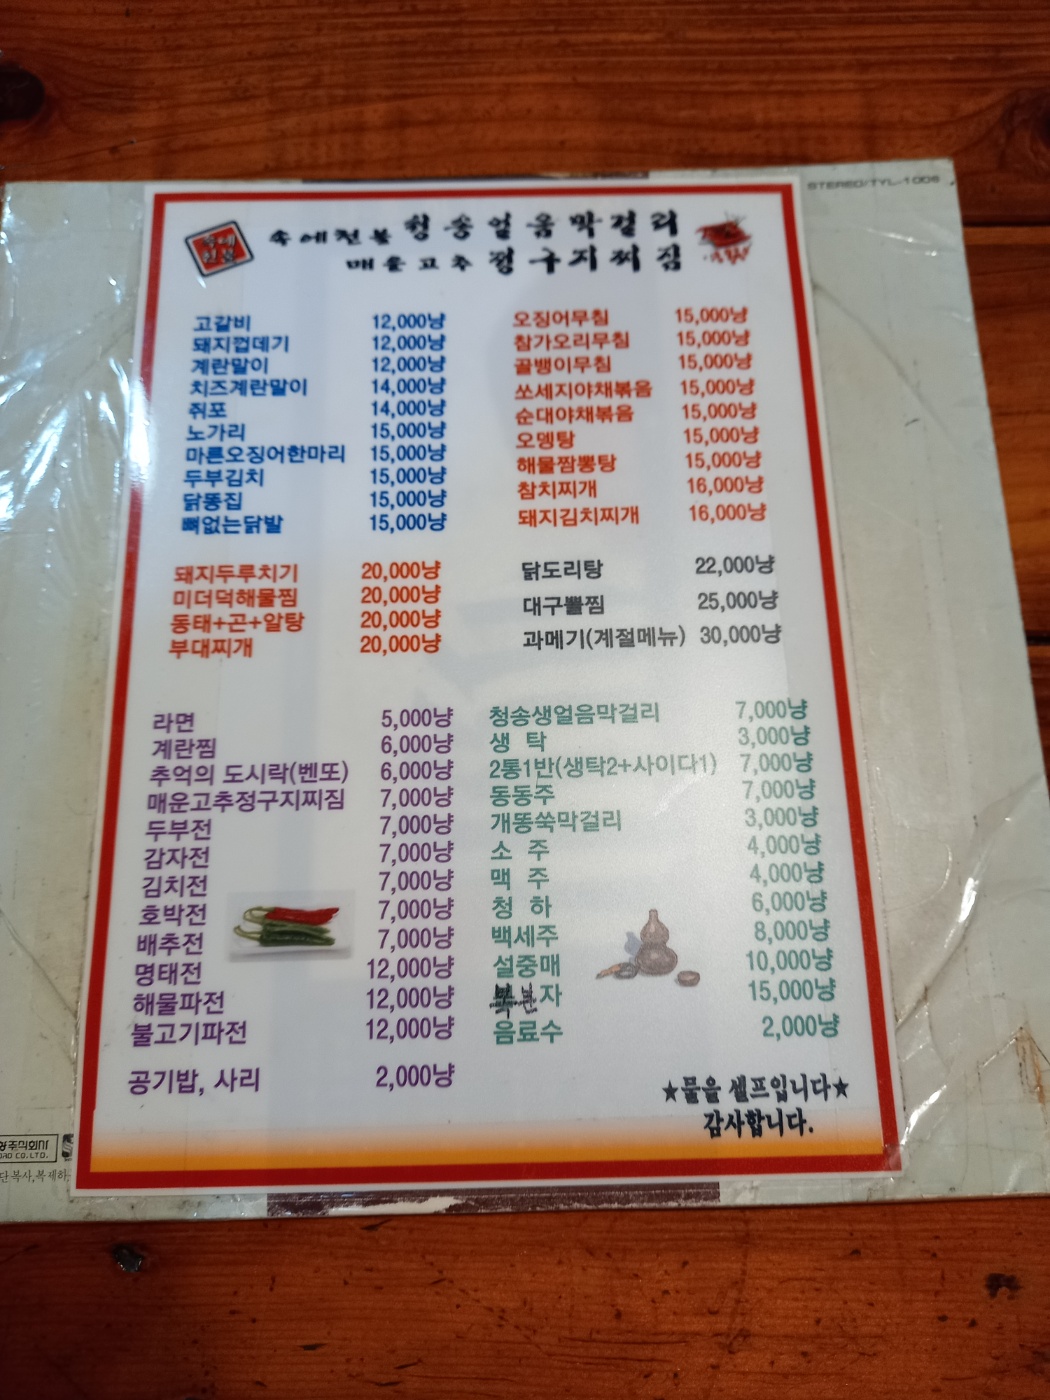 STEREO/TYL-1006
속에천불 청송얼음막걸리
매운고추정구지찌짐
고갈비 12,000냥
돼지껍데기 12,000냥
계란말이 12,000냥
치즈계란말이 14,000냥
쥐포 14,000냥
노가리 15,000냥
마른오징어한마리 15,000냥
두부김치 15,000냥
닭똥집 15,000냥
뼈없는닭발 15,000냥
오징어무침 15,000냥
참가오리무침 15,000냥
골뱅이무침 15,000냥
쏘세지야채볶음 15,000냥
순대야채볶음 15,000냥
오뎅탕 15,000냥
해물짬뽕탕 15,000냥
참치찌개 16,000냥
돼지김치찌개 16,000냥
돼지두루치기 20,000냥
미더덕해물찜 20,000냥
동태+곤+알탕 20,000냥
부대찌개 20,000냥
닭도리탕 22,000냥
대구뽈찜 25,000냥
과메기(계절메뉴) 30,000냥
라면 5,000냥
계란찜 6,000냥
추억의 도시락(벤또) 6,000냥
매운고추정구지찌짐 7,000냥
두부전 7,000냥
감자전 7,000냥
김치전 7,000냥
호박전 7,000냥
배추전 7,000냥
명태전 12,000냥
해물파전 12,000냥
불고기파전 12,000냥
공기밥, 사리 2,000냥
청송생얼음막걸리 7,000냥
생 탁 3,000냥
2통1반(생탁2+사이다1) 7,000냥
동동주 7,000냥
개똥쑥막걸리 3,000냥
소 주 4,000냥
맥 주 4,000냥
청 하 6,000냥
백세주 8,000냥
설중매 10,000냥
복분자 15,000냥
음료수 2,000냥
★물을 셀프입니다★
감사합니다.